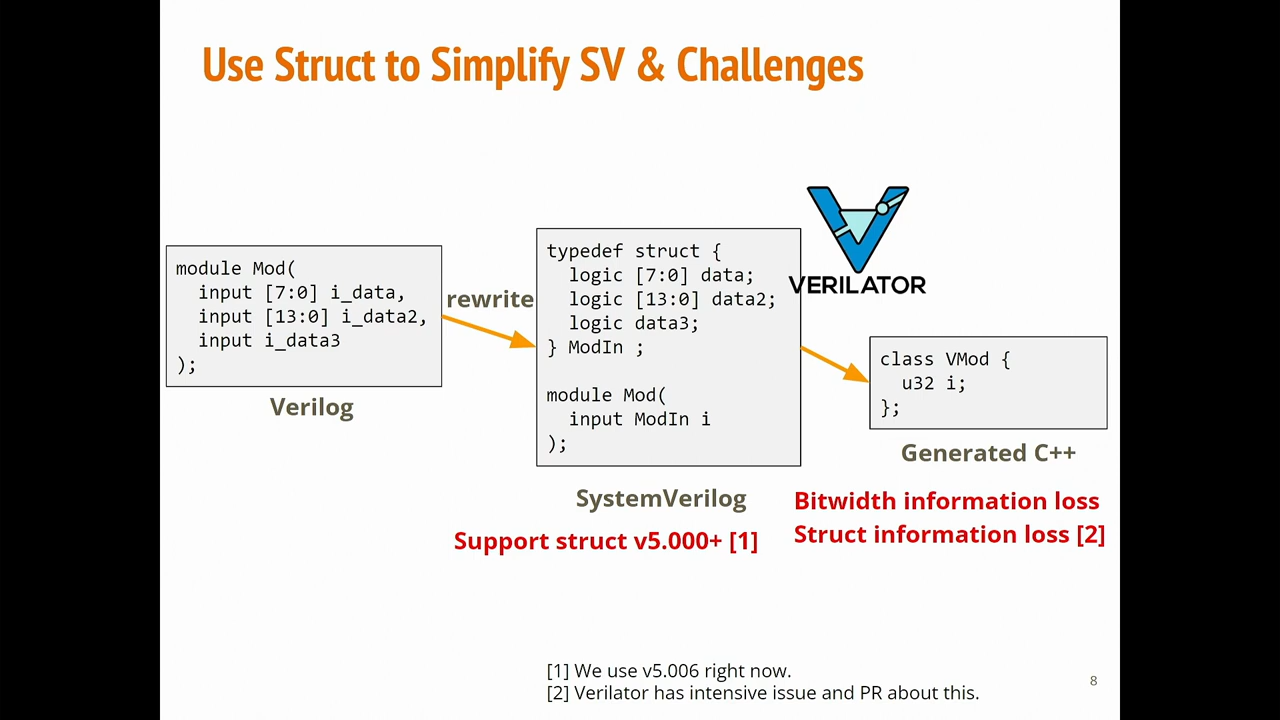 Use Struct to Simplify SV & Challenges
module Mod(
  input [7:0] i_data,
  input [13:0] i_data2,
  input i_data3
);
Verilog
rewrite
typedef struct {
  logic [7:0] data;
  logic [13:0] data2;
  logic data3;
} ModIn ;
module Mod(
  input ModIn i
);
SystemVerilog
Support struct v5.000+ [1]
VERILATOR
class VMod {
  u32 i;
};
Generated C++
Bitwidth information loss
Struct information loss [2]
[1] We use v5.006 right now.
[2] Verilator has intensive issue and PR about this.
8